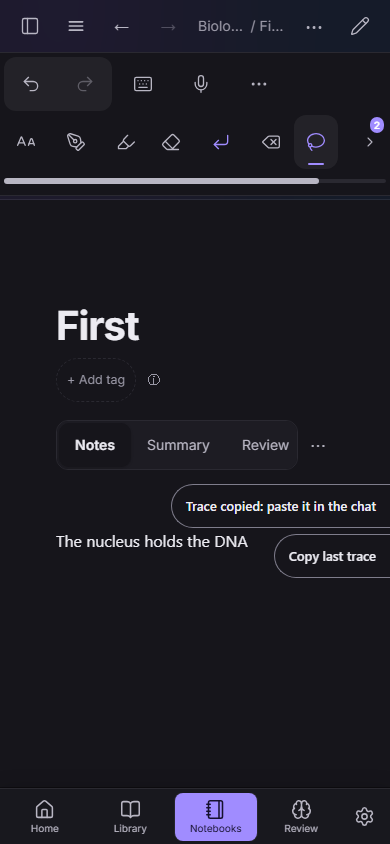 Biolo... / Fi...
AA
2
First
+ Add tag
Notes Summary Review
Trace copied: paste it in the chat
The nucleus holds the DNA
Copy last trace
Home Library Notebooks Review